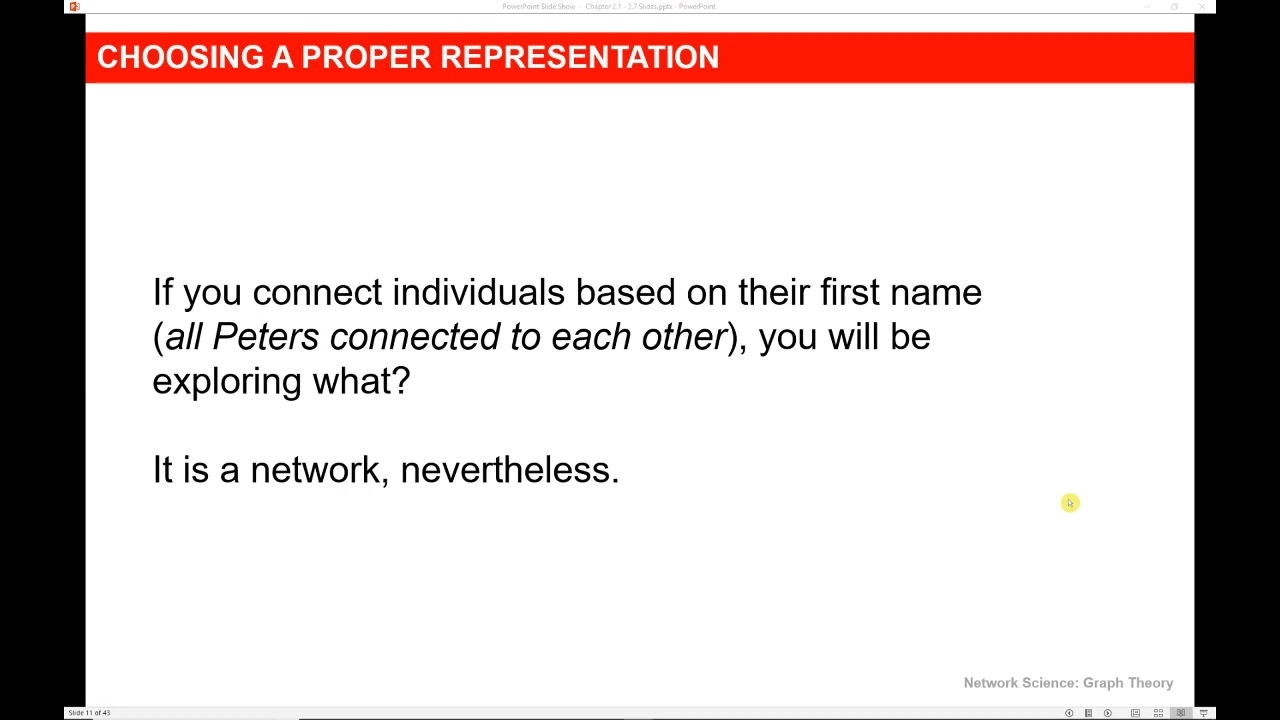 PowerPoint Slide Show - Chapter 2.1 - 2.7 Slides.pptx - PowerPoint
CHOOSING A PROPER REPRESENTATION
If you connect individuals based on their first name
(all Peters connected to each other), you will be
exploring what?
It is a network, nevertheless.
Network Science: Graph Theory
Slide 11 of 43